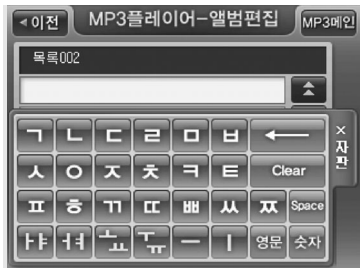 ◀이전 MP3플레이어-앨범편집 MP3메인
목록002
ㄱ ㄴ ㄷ ㄹ ㅁ ㅂ ← ×자판
ㅅ ㅇ ㅈ ㅊ ㅋ ㅌ Clear
ㅍ ㅎ ㄲ ㄸ ㅃ ㅆ ㅉ Space
ㅏㅑ ㅓㅕ ㅗㅛ ㅜㅠ ㅡ ㅣ 영문 숫자